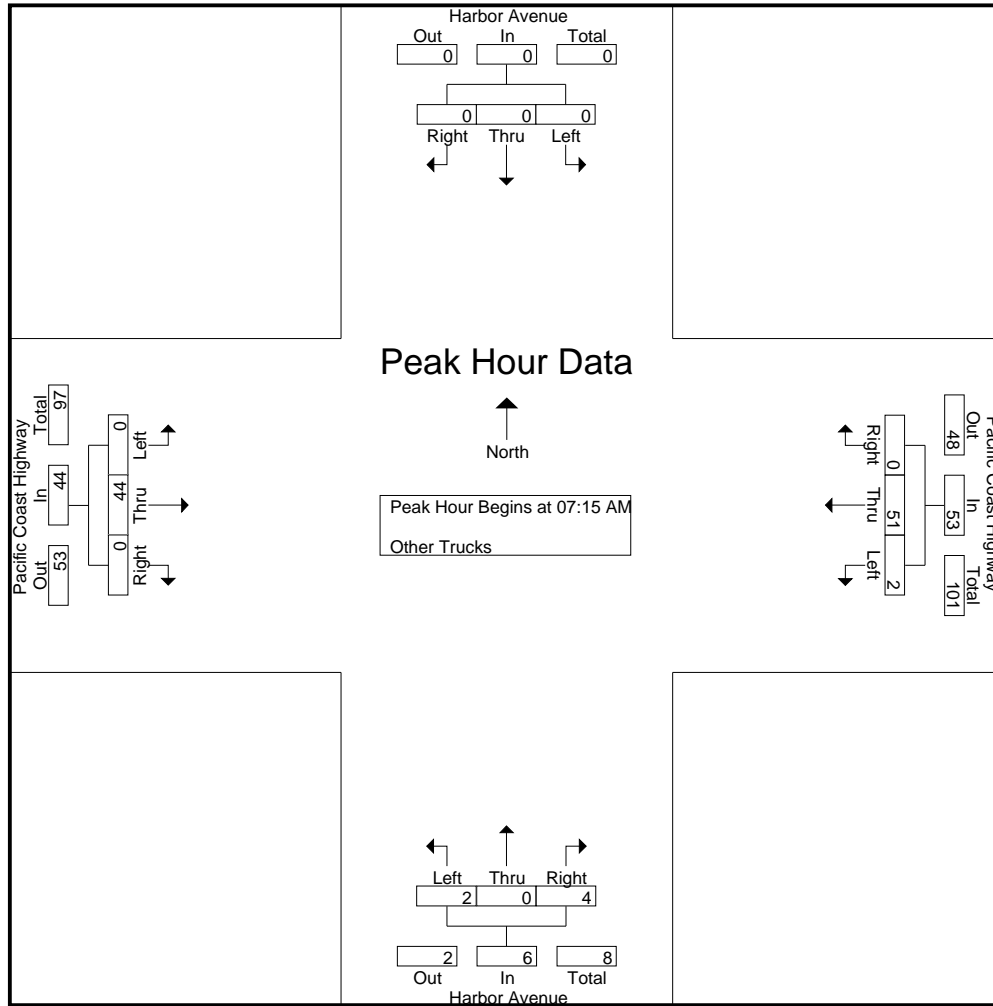 Harbor Avenue
Out In Total
0 0 0
0 0 0
Right Thru Left
Peak Hour Data
North
Peak Hour Begins at 07:15 AM
Other Trucks
Pacific Coast Highway
Out In Total
53 44 97
0 44 0
Right Thru Left
Pacific Coast Highway
Out In Total
48 53 101
0 51 2
Right Thru Left
Left Thru Right
2 0 4
2 6 8
Out In Total
Harbor Avenue